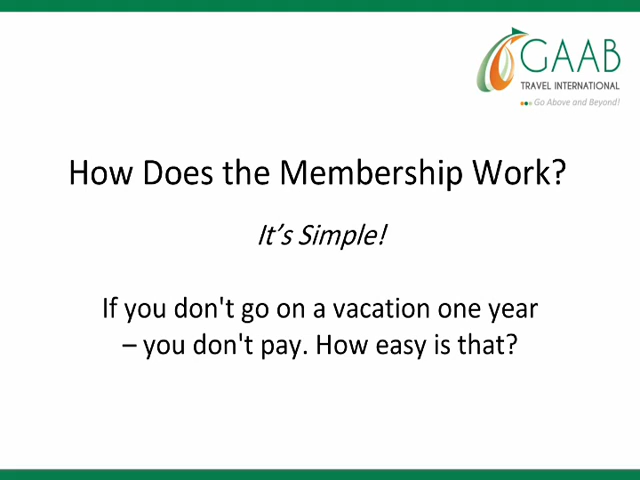 GAAB
TRAVEL INTERNATIONAL
Go Above and Beyond!
How Does the Membership Work?
It's Simple!
If you don't go on a vacation one year
– you don't pay. How easy is that?